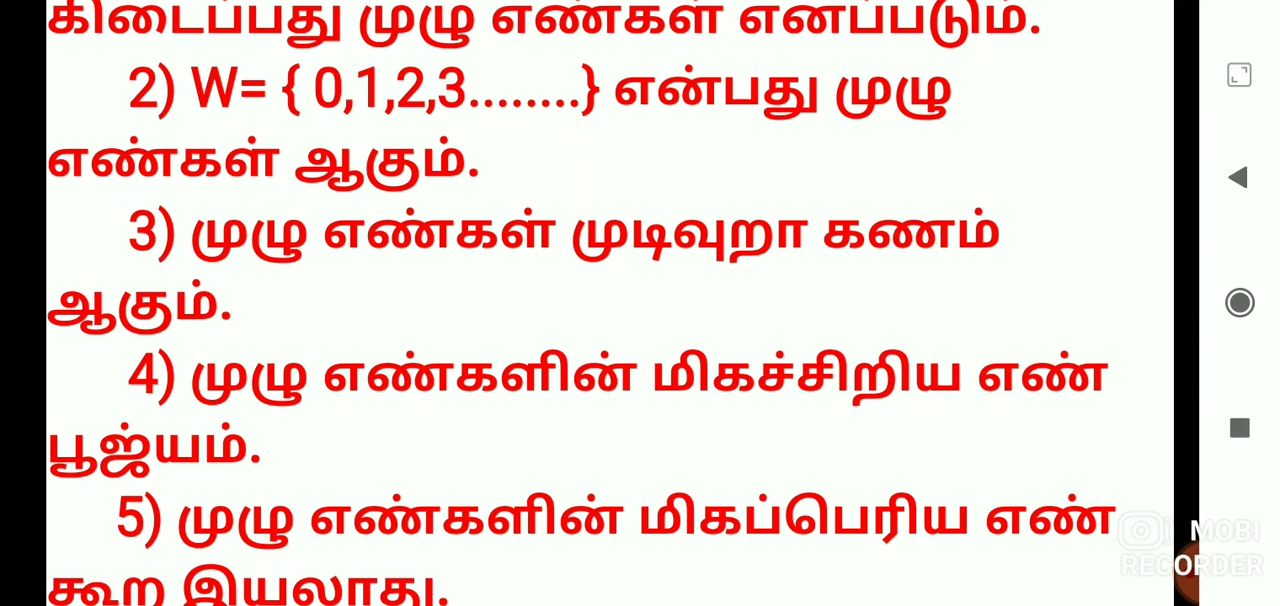 கிடைப்பது முழு எண்கள் எனப்படும்.
2) W= { 0,1,2,3........} என்பது முழு
எண்கள் ஆகும்.
3) முழு எண்கள் முடிவுறா கணம்
ஆகும்.
4) முழு எண்களின் மிகச்சிறிய எண்
பூஜ்யம்.
5) முழு எண்களின் மிகப்பெரிய எண்
கூற இயலாது.
MOBI
RECORDER